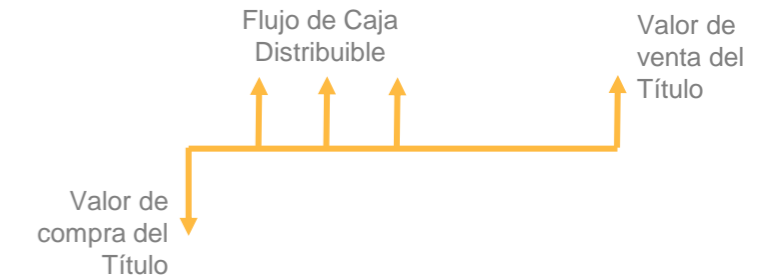 Flujo de Caja
Distribuible
Valor de
venta del
Título
Valor de
compra del
Título